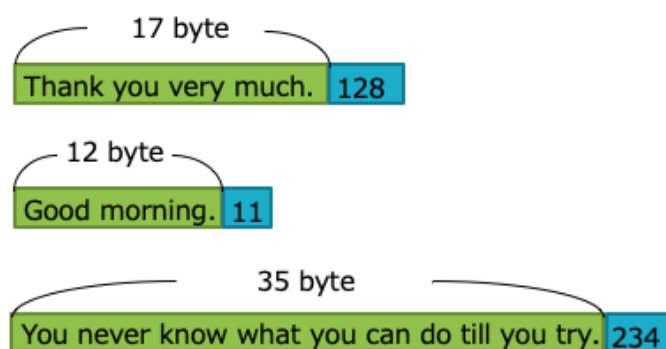 17 byte
Thank you very much. 128
12 byte
Good morning. 11
35 byte
You never know what you can do till you try. 234